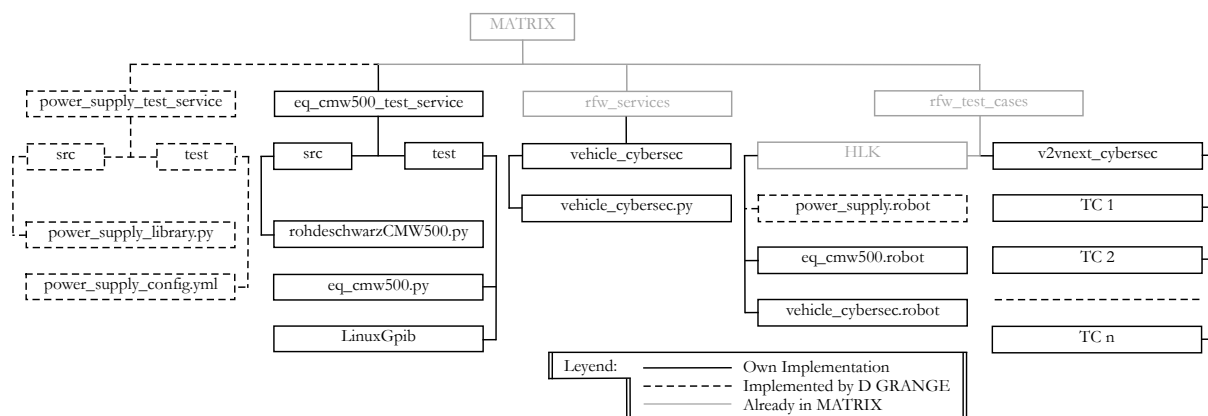 MATRIX
power_supply_test_service
eq_cmw500_test_service
rfw_services
rfw_test_cases
src
test
src
test
vehicle_cybersec
HLK
v2vnext_cybersec
vehicle_cybersec.py
power_supply.robot
TC 1
power_supply_library.py
rohdeschwarzCMW500.py
eq_cmw500.robot
TC 2
power_supply_config.yml
eq_cmw500.py
vehicle_cybersec.robot
LinuxGpib
TC n
Leyend:
Own Implementation
Implemented by D GRANGE
Already in MATRIX